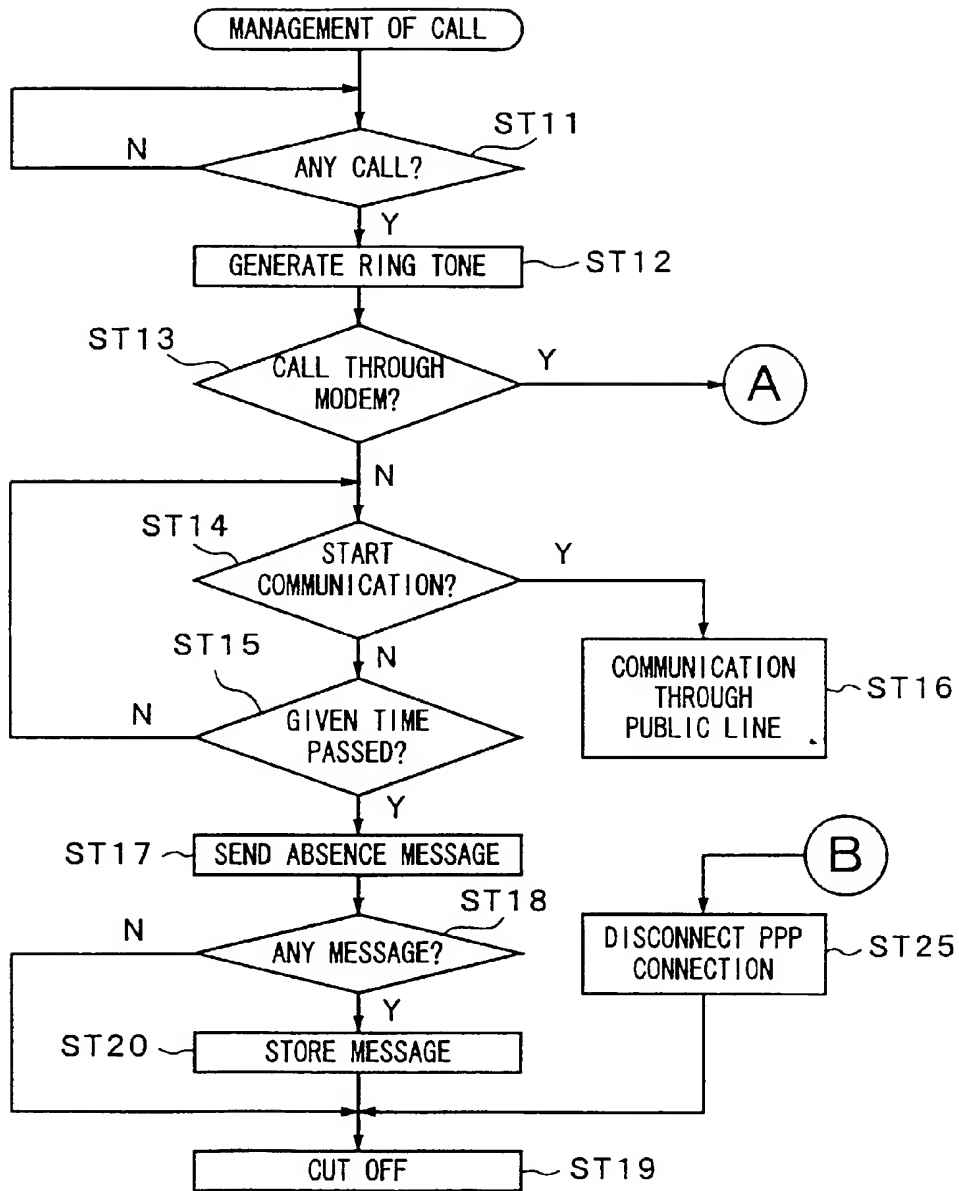 MANAGEMENT OF CALL
ST11
N
ANY CALL?
Y
GENERATE RING TONE
ST12
ST13
CALL THROUGH
MODEM?
Y
A
N
ST14
START
COMMUNICATION?
Y
ST15
N
COMMUNICATION
THROUGH
PUBLIC LINE
ST16
N
GIVEN TIME
PASSED?
Y
ST17
SEND ABSENCE MESSAGE
B
ST18
N
ANY MESSAGE?
DISCONNECT PPP
CONNECTION
ST25
Y
ST20
STORE MESSAGE
CUT OFF
ST19